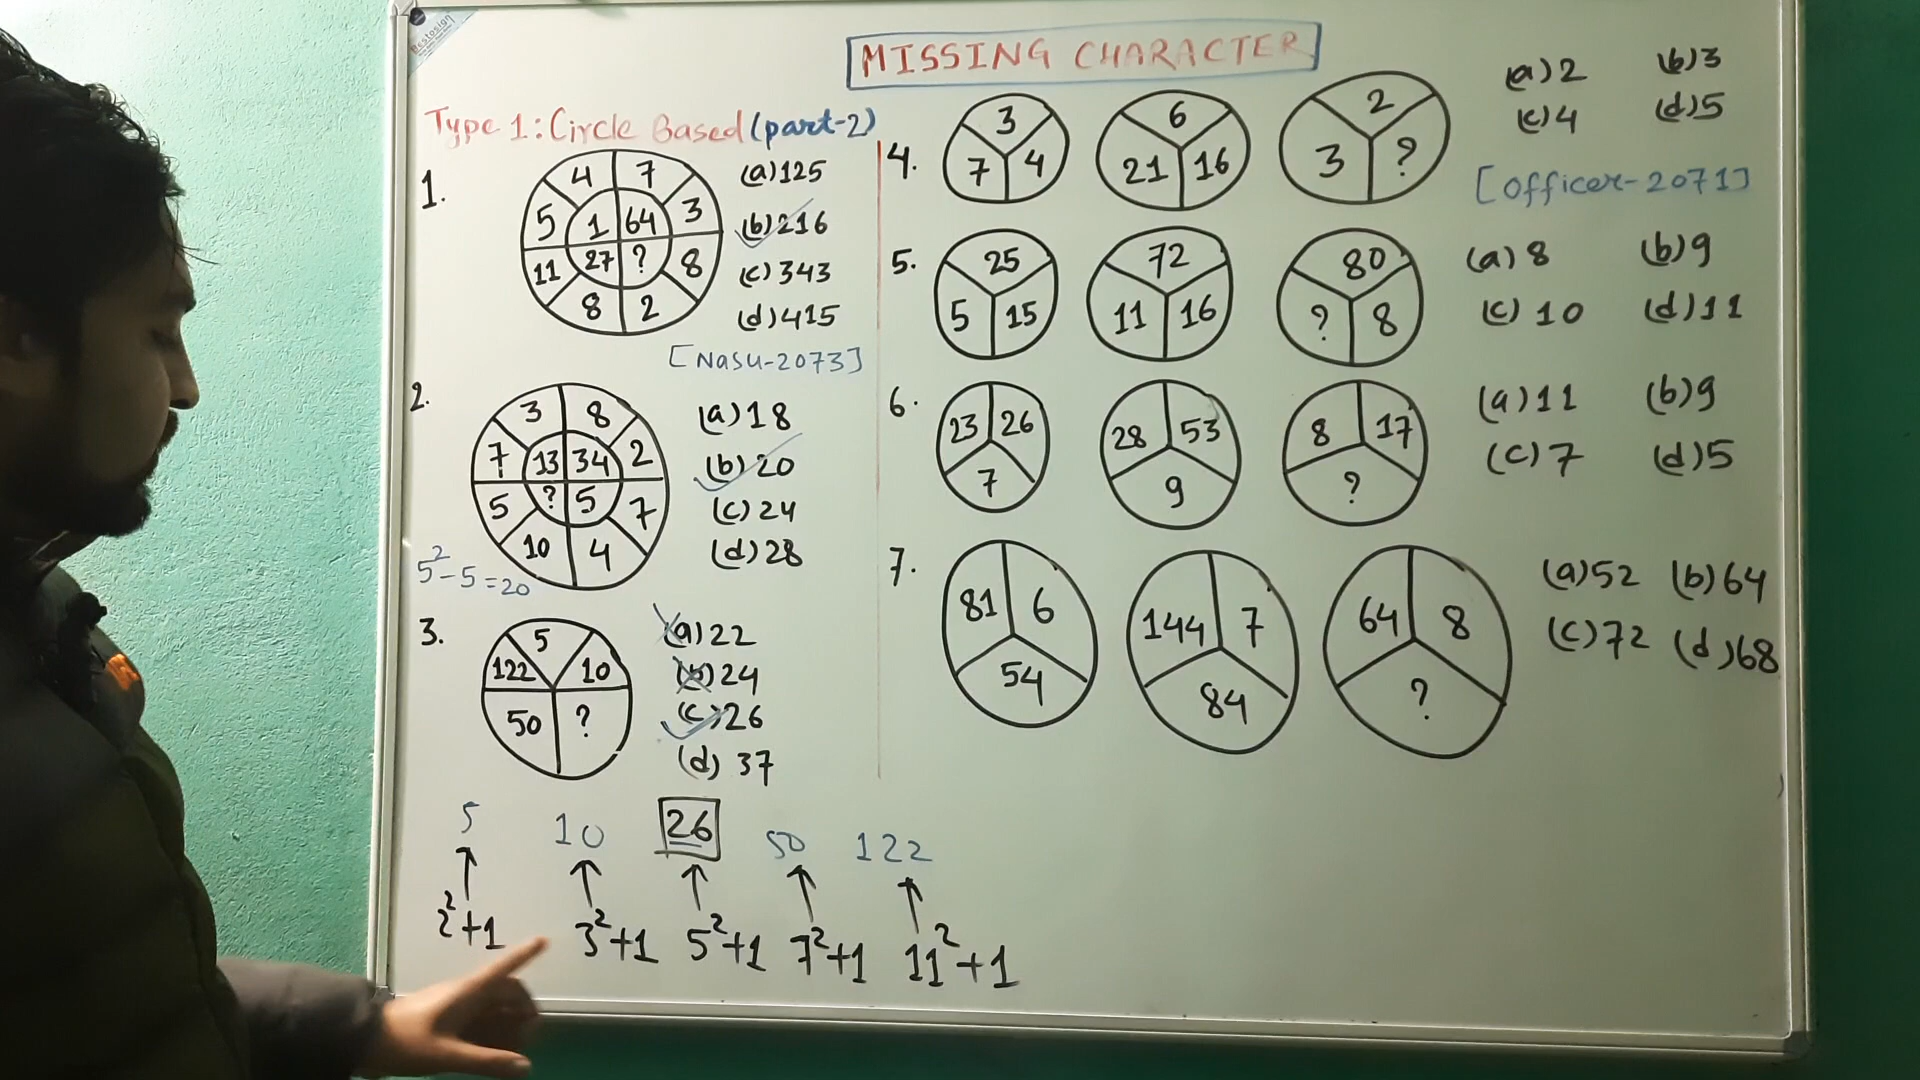 Bestosign
MISSING CHARACTER
Type 1: Circle Based (part-2)
1.
4 7
5 1 64 3
11 27 ? 8
8 2
(a) 125
(b) 216
(c) 343
(d) 415
[Nasu-2073]
2.
3 8
7 13 34 2
5 ? 5 7
10 4
(a) 18
(b) 20
(c) 24
(d) 28
5²-5=20
3.
5
122 10
50 ?
(a) 22
(b) 24
(c) 26
(d) 37
5 10 26 50 122
2²+1 3²+1 5²+1 7²+1 11²+1
4.
3 6 2
7 4 21 16 3 ?
(a) 2 (b) 3
(c) 4 (d) 5
[Officer-2071]
5.
25 72 80
5 15 11 16 ? 8
(a) 8 (b) 9
(c) 10 (d) 11
6.
23 26 28 53 8 17
7 9 ?
(a) 11 (b) 9
(c) 7 (d) 5
7.
81 6 144 7 64 8
54 84 ?
(a) 52 (b) 64
(c) 72 (d) 68